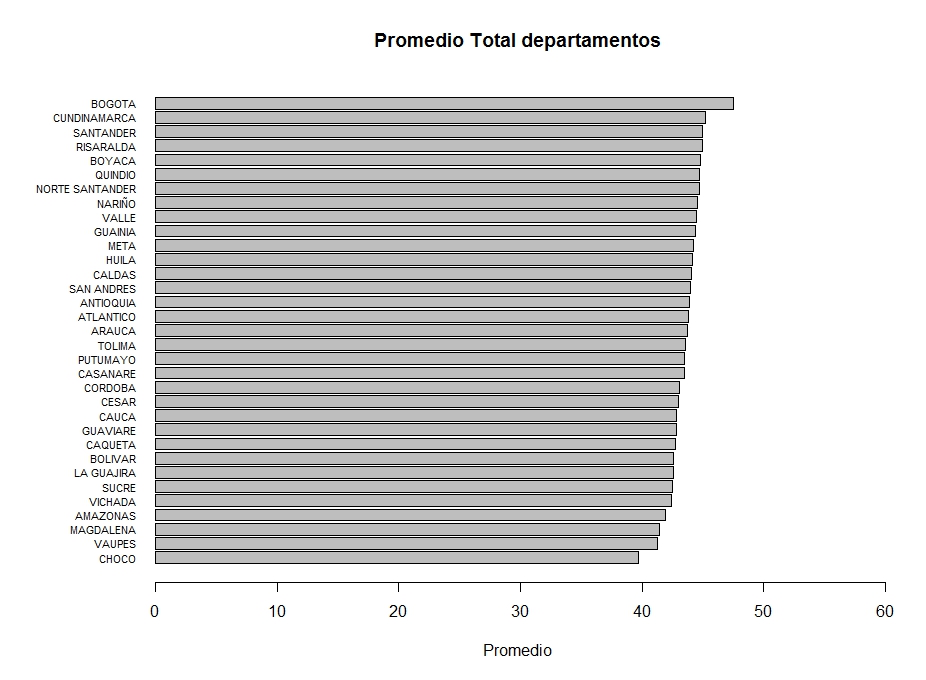 Promedio Total departamentos
BOGOTA
CUNDINAMARCA
SANTANDER
RISARALDA
BOYACA
QUINDIO
NORTE SANTANDER
NARIÑO
VALLE
GUAINIA
META
HUILA
CALDAS
SAN ANDRES
ANTIOQUIA
ATLANTICO
ARAUCA
TOLIMA
PUTUMAYO
CASANARE
CORDOBA
CESAR
CAUCA
GUAVIARE
CAQUETA
BOLIVAR
LA GUAJIRA
SUCRE
VICHADA
AMAZONAS
MAGDALENA
VAUPES
CHOCO
0 10 20 30 40 50 60
Promedio